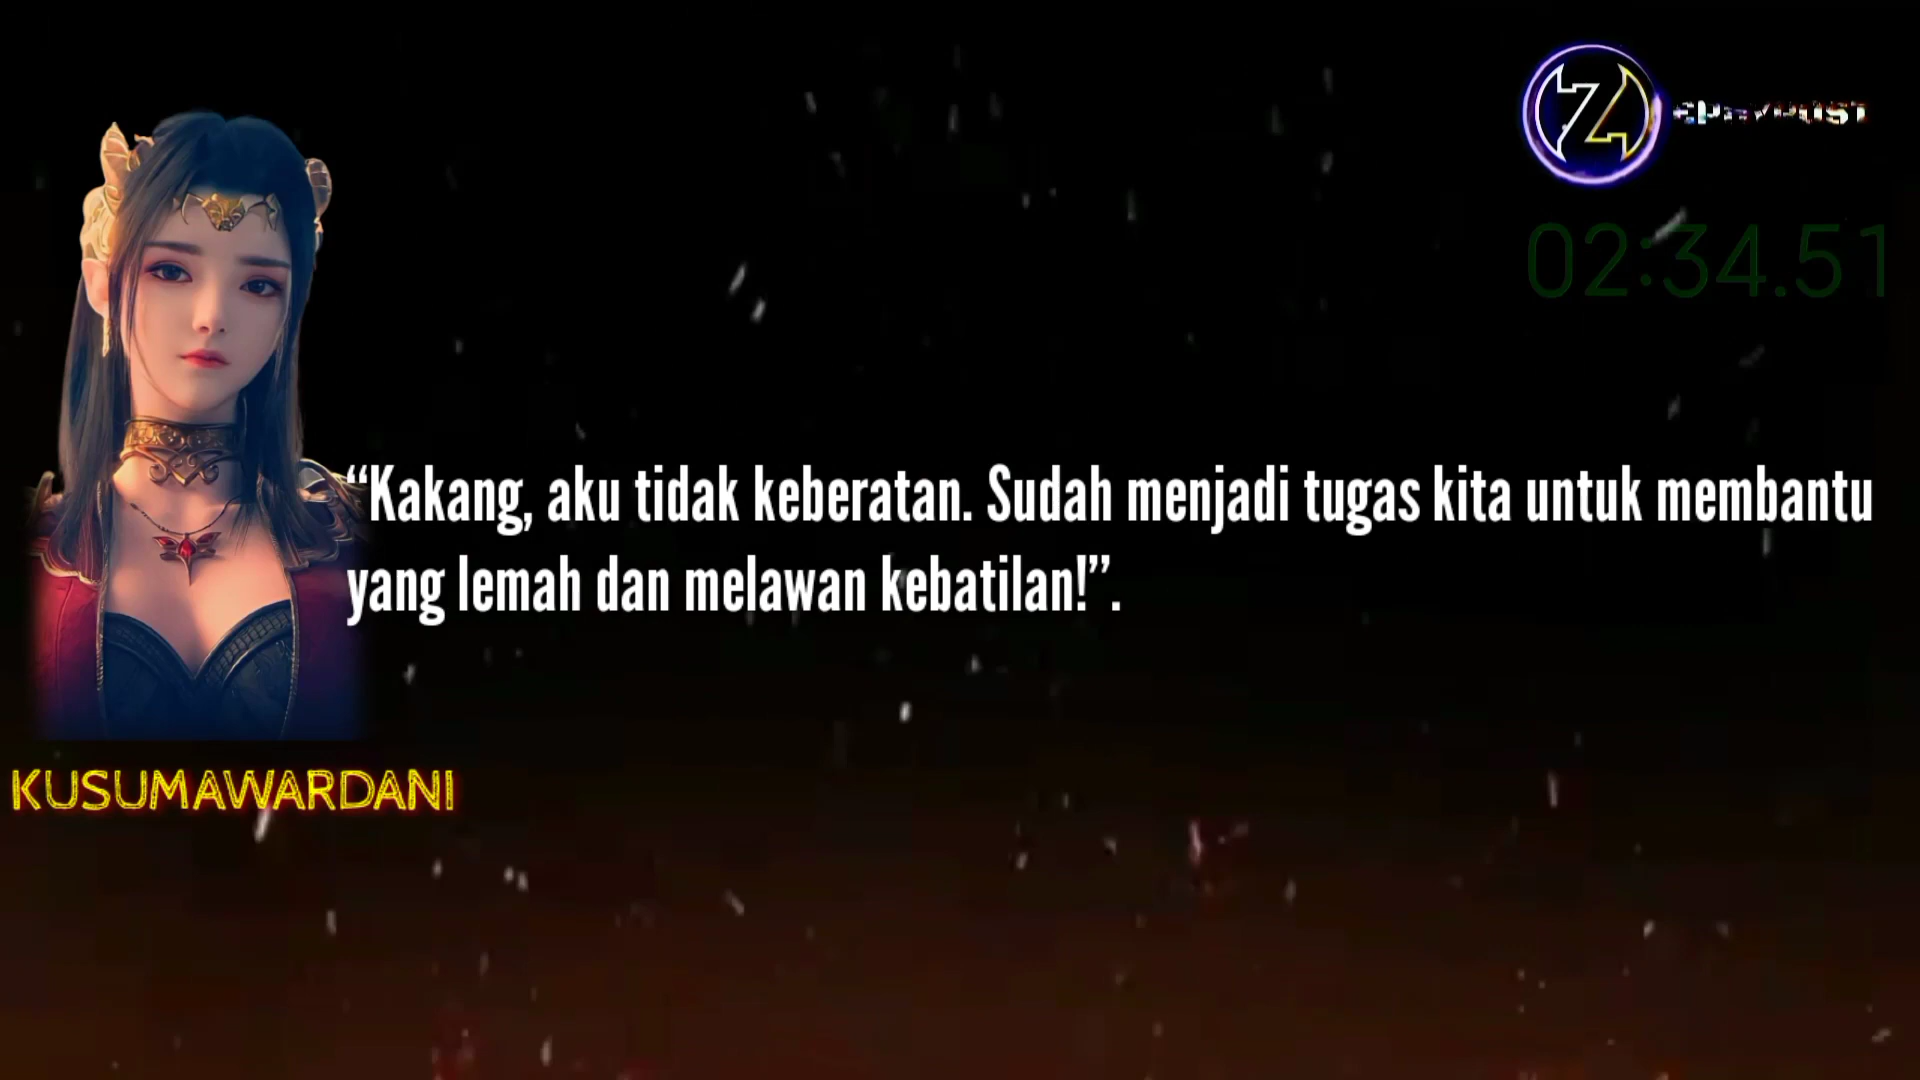 02:34.51
“Kakang, aku tidak keberatan. Sudah menjadi tugas kita untuk membantu
yang lemah dan melawan kebatilan!”.
KUSUMAWARDANI